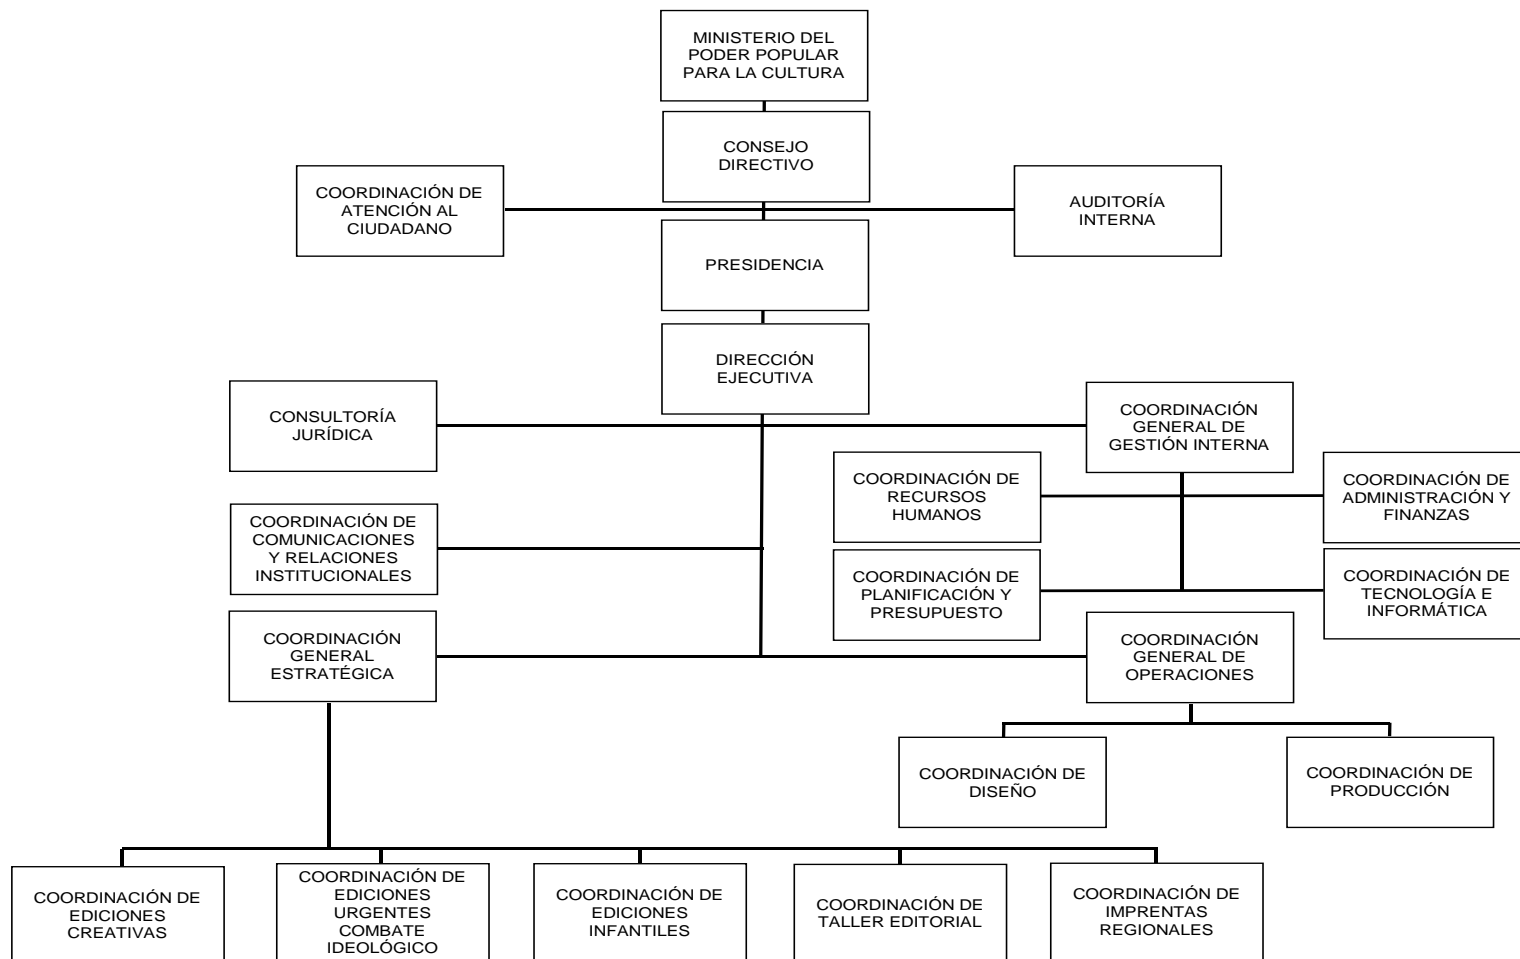 MINISTERIO DEL
PODER POPULAR
PARA LA CULTURA
CONSEJO
DIRECTIVO
COORDINACIÓN DE
ATENCIÓN AL
CIUDADANO
AUDITORÍA
INTERNA
PRESIDENCIA
DIRECCIÓN
EJECUTIVA
CONSULTORÍA
JURÍDICA
COORDINACIÓN
GENERAL DE
GESTIÓN INTERNA
COORDINACIÓN DE
RECURSOS
HUMANOS
COORDINACIÓN DE
ADMINISTRACIÓN Y
FINANZAS
COORDINACIÓN DE
COMUNICACIONES
Y RELACIONES
INSTITUCIONALES
COORDINACIÓN DE
PLANIFICACIÓN Y
PRESUPUESTO
COORDINACIÓN DE
TECNOLOGÍA E
INFORMÁTICA
COORDINACIÓN
GENERAL
ESTRATÉGICA
COORDINACIÓN
GENERAL DE
OPERACIONES
COORDINACIÓN DE
DISEÑO
COORDINACIÓN DE
PRODUCCIÓN
COORDINACIÓN DE
EDICIONES
CREATIVAS
COORDINACIÓN DE
EDICIONES
URGENTES
COMBATE
IDEOLÓGICO
COORDINACIÓN DE
EDICIONES
INFANTILES
COORDINACIÓN DE
TALLER EDITORIAL
COORDINACIÓN DE
IMPRENTAS
REGIONALES